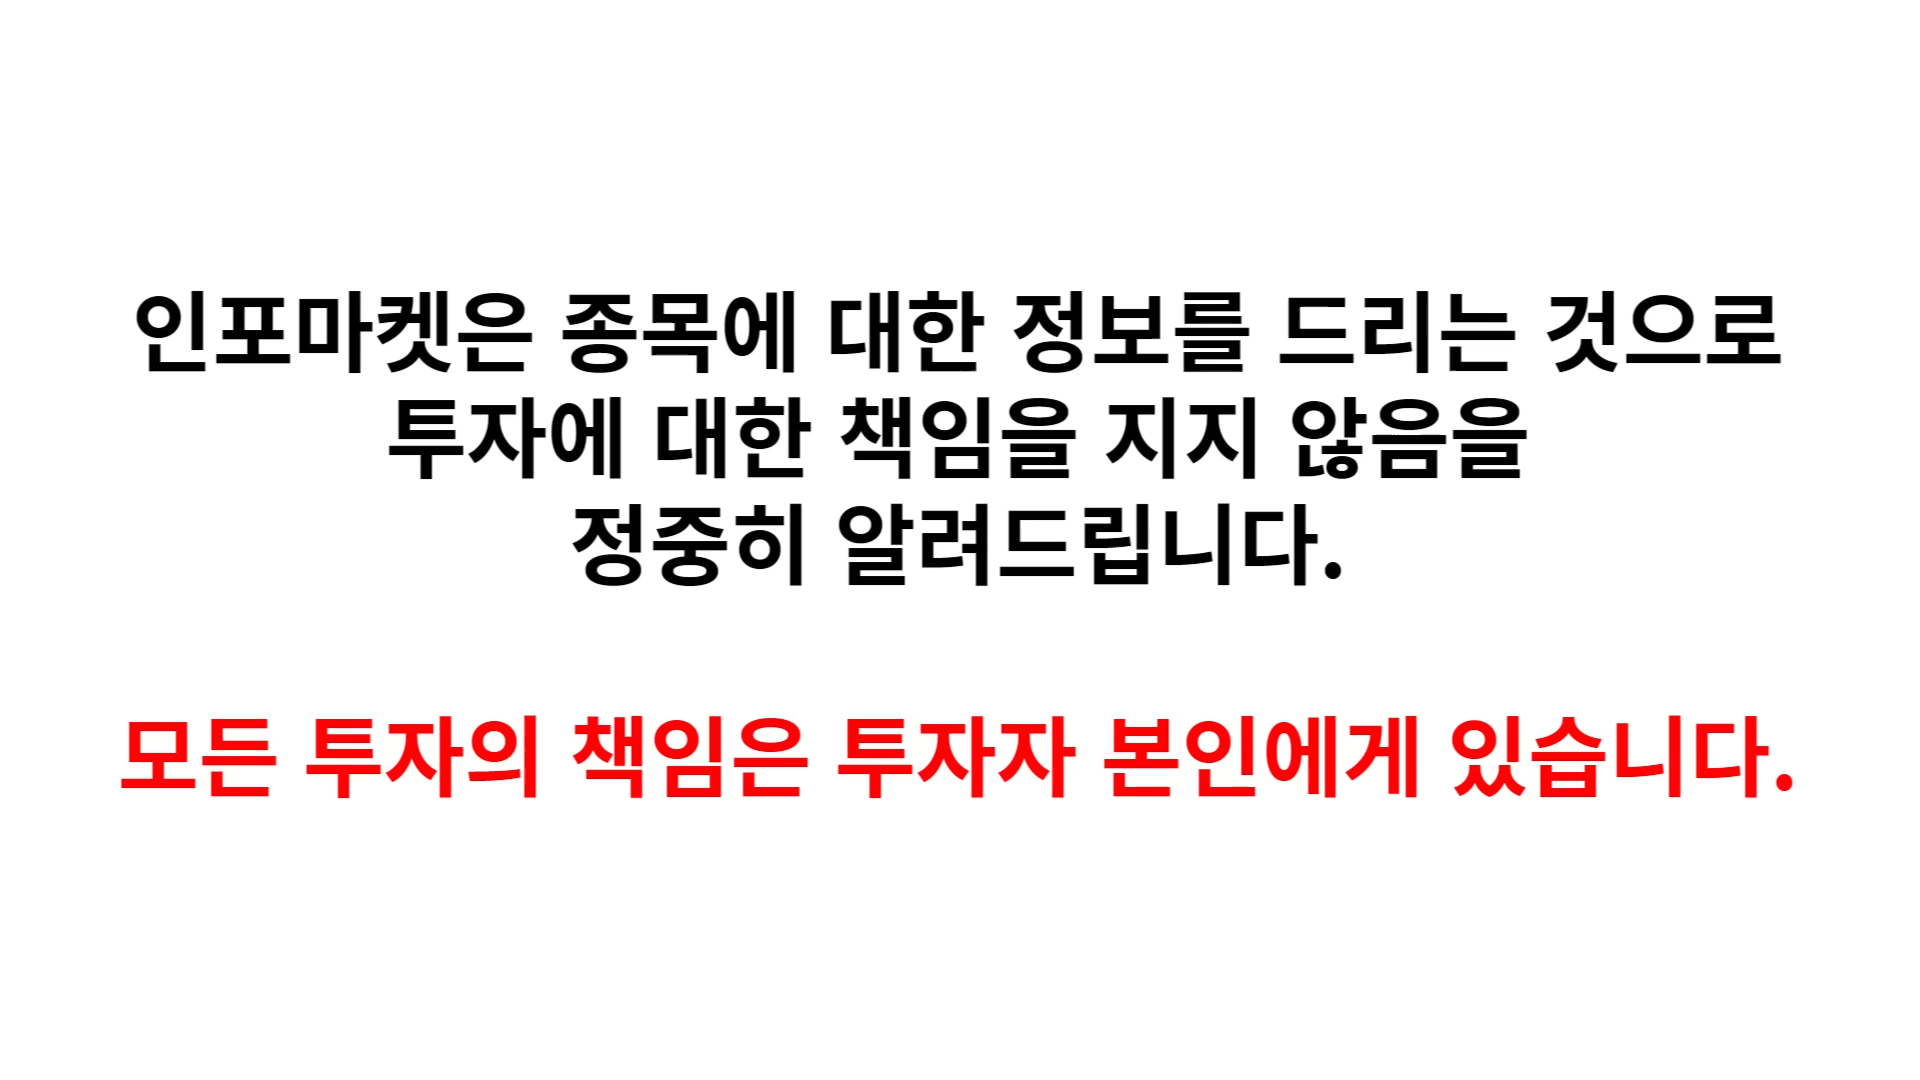 인포마켓은 종목에 대한 정보를 드리는 것으로
투자에 대한 책임을 지지 않음을
정중히 알려드립니다.
모든 투자의 책임은 투자자 본인에게 있습니다.